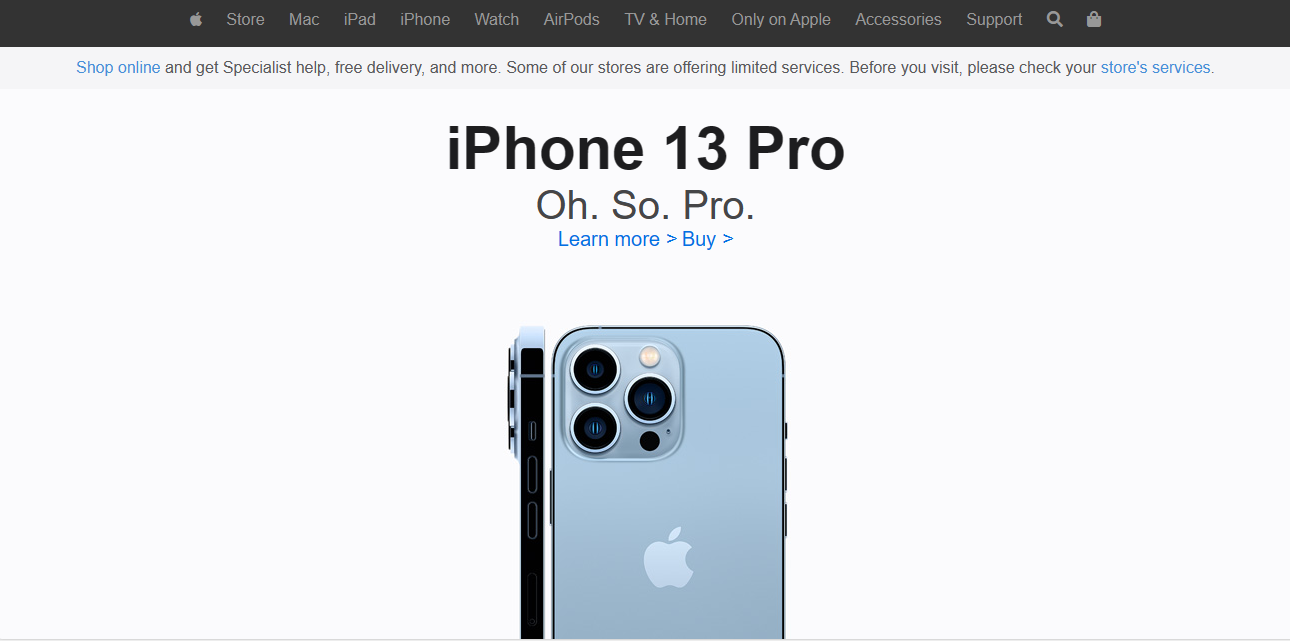 Store Mac iPad iPhone Watch AirPods TV & Home Only on Apple Accessories Support
Shop online and get Specialist help, free delivery, and more. Some of our stores are offering limited services. Before you visit, please check your store's services.
iPhone 13 Pro
Oh. So. Pro.
Learn more > Buy >